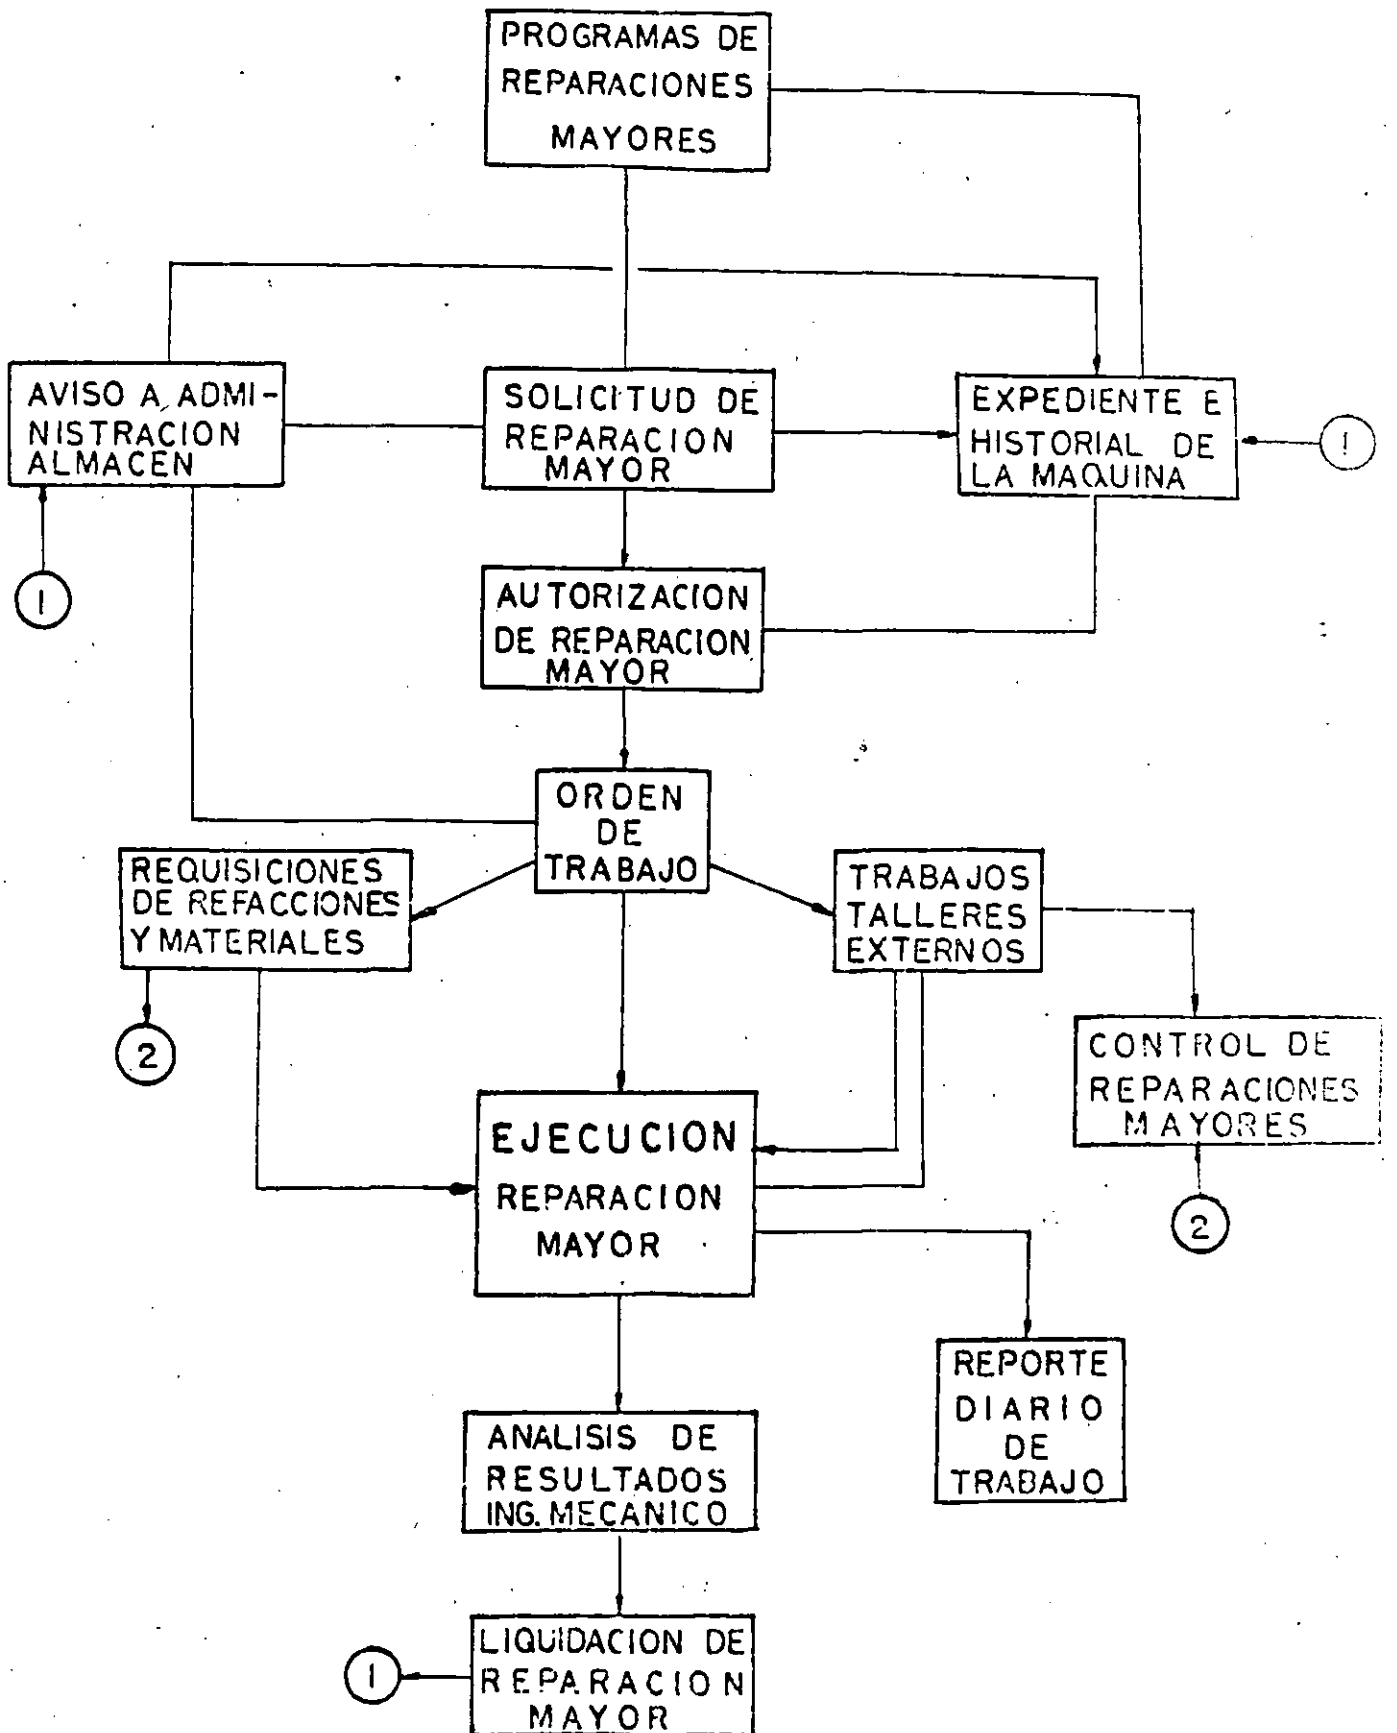 PROGRAMAS DE
REPARACIONES
MAYORES
AVISO A ADMI-
NISTRACION
ALMACEN
SOLICITUD DE
REPARACION
MAYOR
EXPEDIENTE E
HISTORIAL DE
LA MAQUINA
1
1
AUTORIZACION
DE REPARACION
MAYOR
ORDEN
DE
TRABAJO
REQUISICIONES
DE REFACCIONES
Y MATERIALES
TRABAJOS
TALLERES
EXTERNOS
2
CONTROL DE
REPARACIONES
MAYORES
EJECUCION
REPARACION
MAYOR
2
REPORTE
DIARIO
DE
TRABAJO
ANALISIS DE
RESULTADOS
ING. MECANICO
LIQUIDACION DE
REPARACION
MAYOR
1